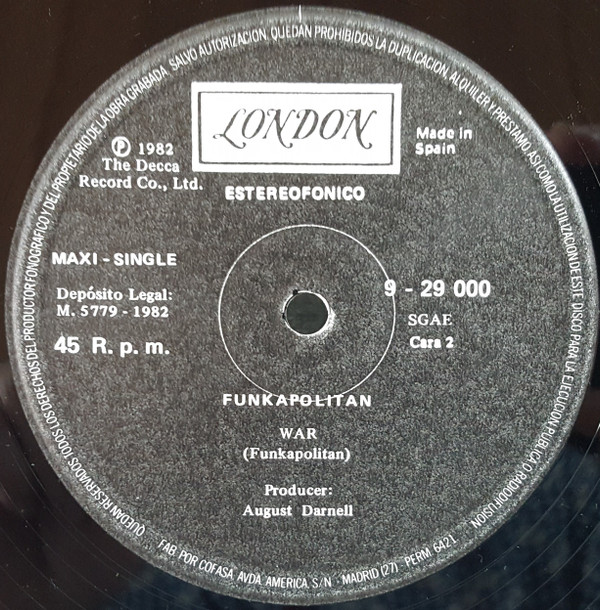 QUEDAN RESERVADOS TODOS LOS DERECHOS DEL PRODUCTOR FONOGRAFICO Y DEL PROPIETARIO DE LA OBRA GRABADA. SALVO AUTORIZACION, QUEDAN PROHIBIDOS LA DUPLICACION, ALQUILER Y PRESTAMO, ASI COMO LA UTILIZACION DE ESTE DISCO PARA LA EJECUCION PUBLICA O RADIODIFUSION
LONDON
℗ 1982
The Decca
Record Co., Ltd.
Made in
Spain
ESTEREOFONICO
MAXI - SINGLE
Depósito Legal:
M. 5779 - 1982
45 R. p. m.
9 - 29 000
SGAE
Cara 2
FUNKAPOLITAN
WAR
(Funkapolitan)
Producer:
August Darnell
FAB. POR COFASA. AVDA. AMERICA, S/N · MADRID (27) PERM. 6421